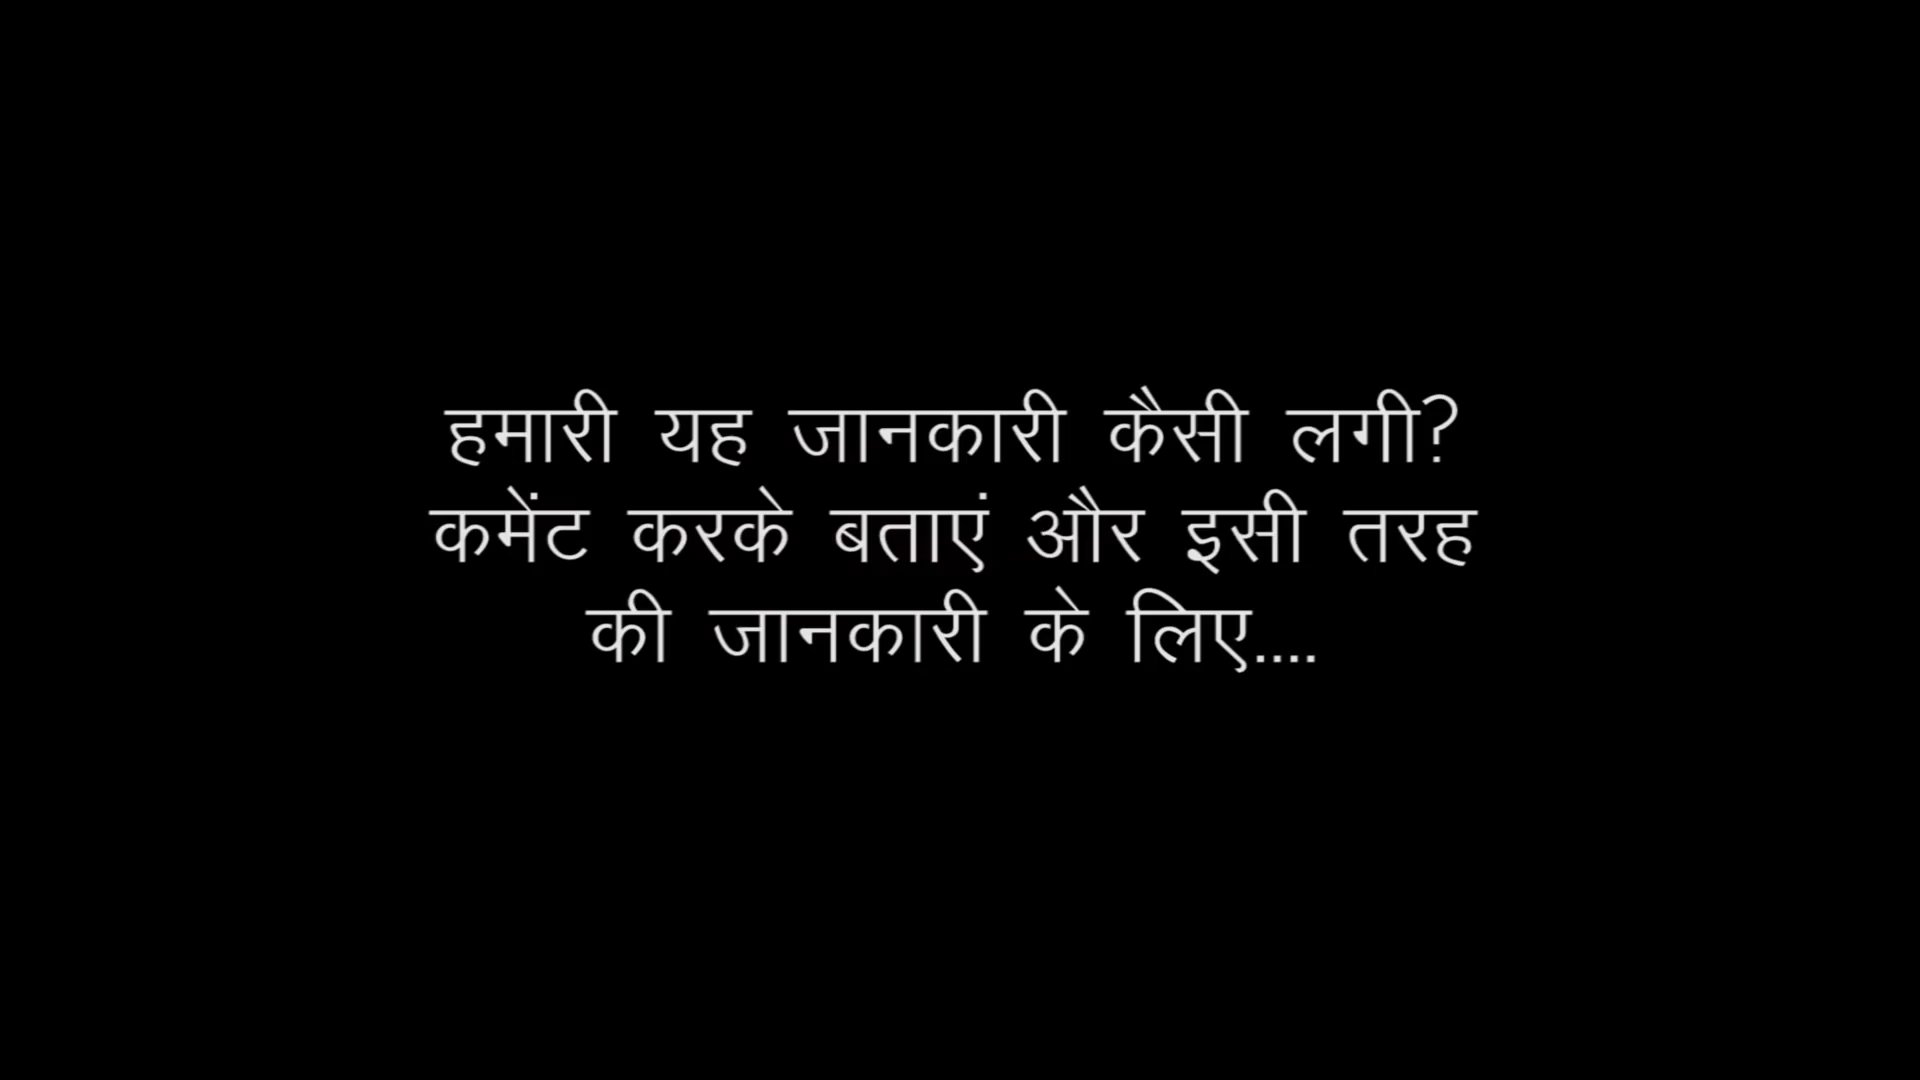 हमारी यह जानकारी कैसी लगी?
कमेंट करके बताएं और इसी तरह
की जानकारी के लिए....